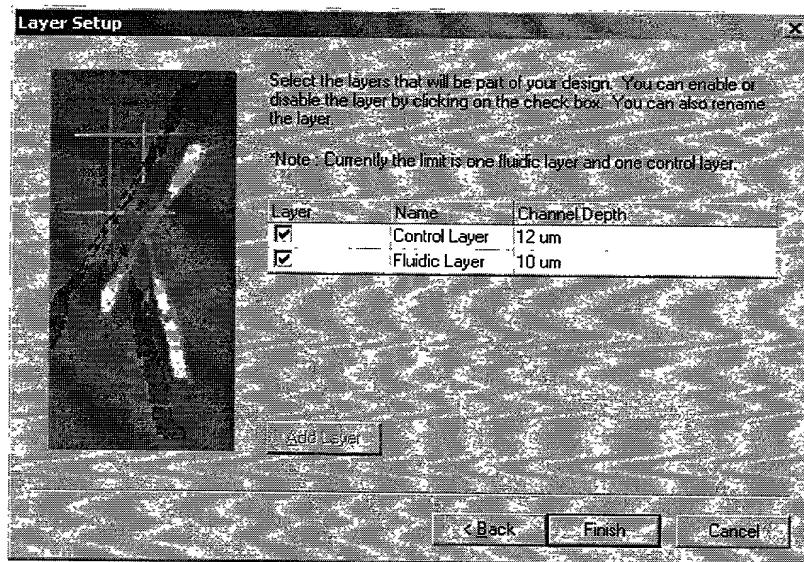 Layer Setup
Select the layers that will be part of your design. You can enable or
disable the layer by clicking on the check box. You can also rename
the layer.
*Note : Currently the limit is one fluidic layer and one control layer.
Layer Name Channel Depth
Control Layer 12 um
Fluidic Layer 10 um
Add Layer
< Back Finish Cancel